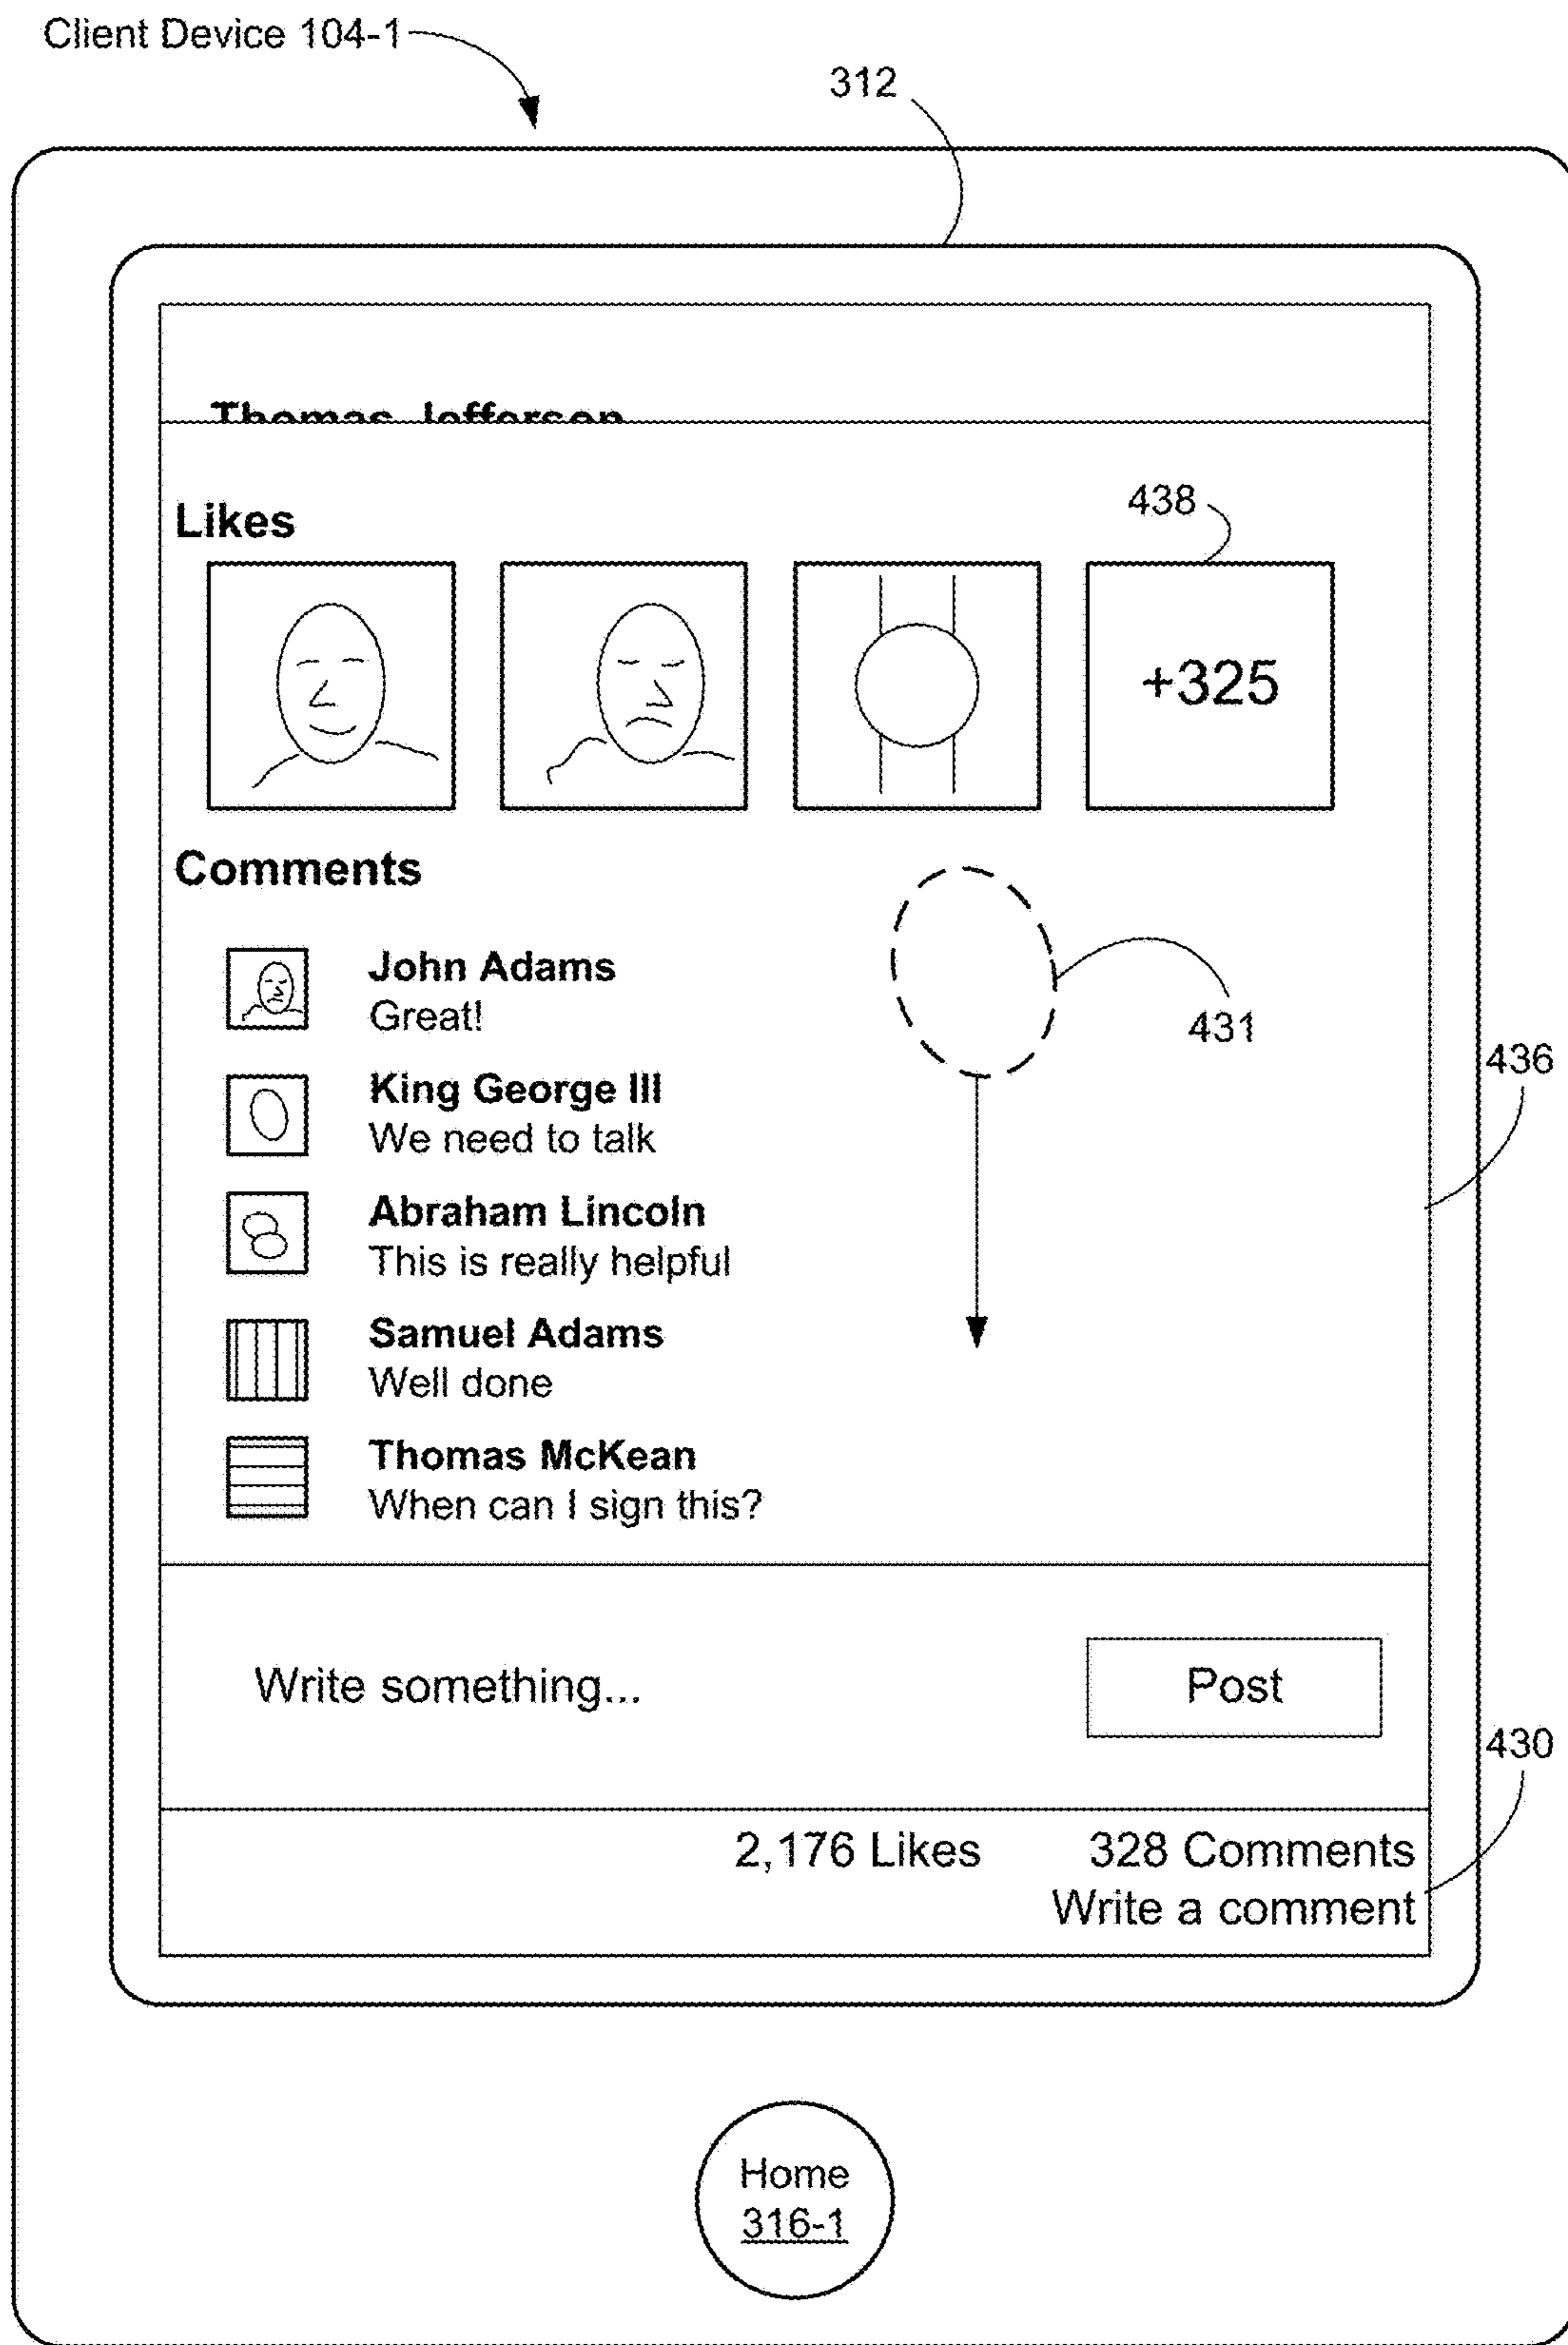 Client Device 104-1
312
Thomas Jefferson
Likes
438
+325
Comments
John Adams
Great!
431
436
King George III
We need to talk
Abraham Lincoln
This is really helpful
Samuel Adams
Well done
Thomas McKean
When can I sign this?
Write something...
Post
430
2,176 Likes
328 Comments
Write a comment
Home
316-1